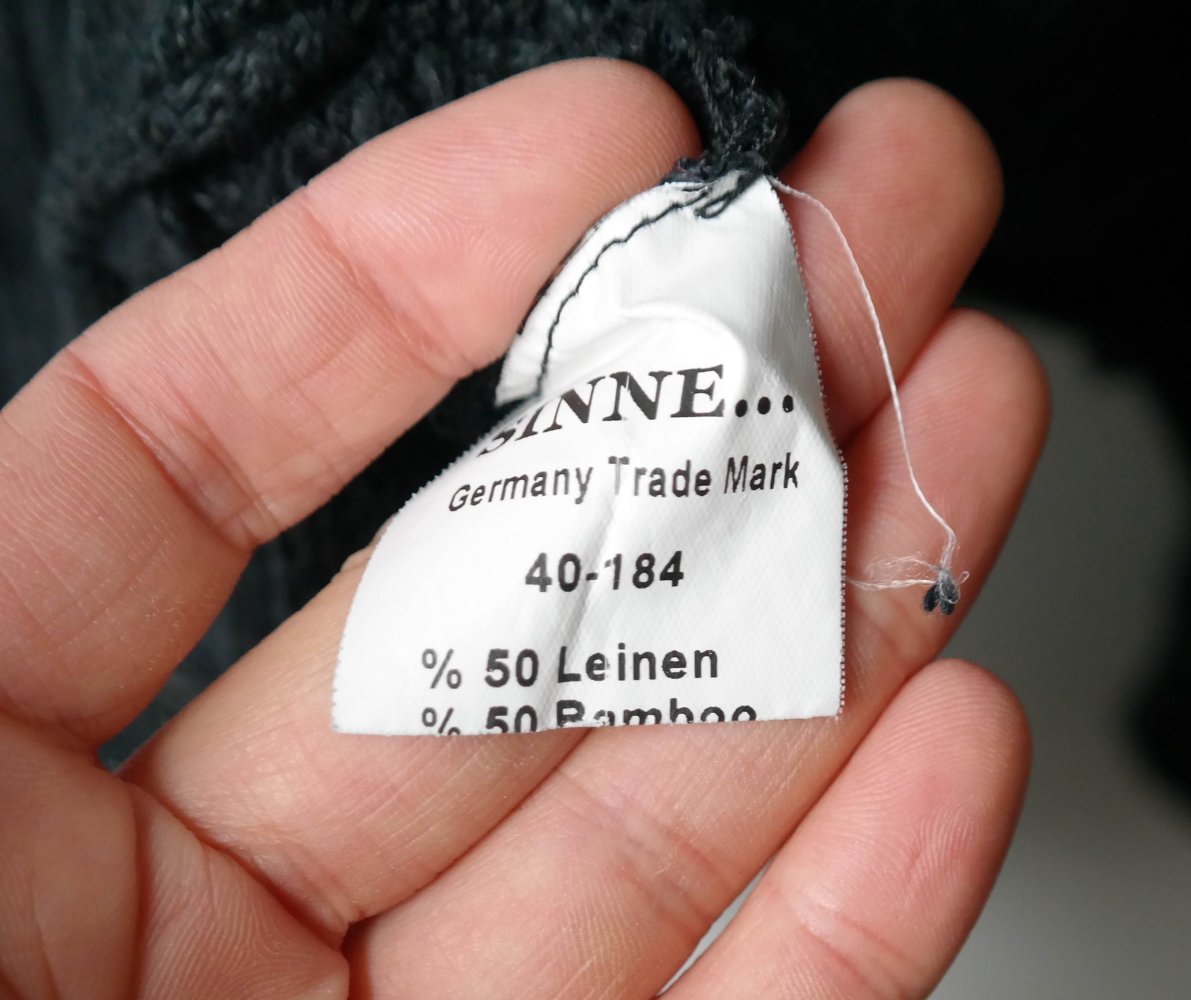 SINNE...
Germany Trade Mark
40-184
% 50 Leinen
% 50 Bamboo